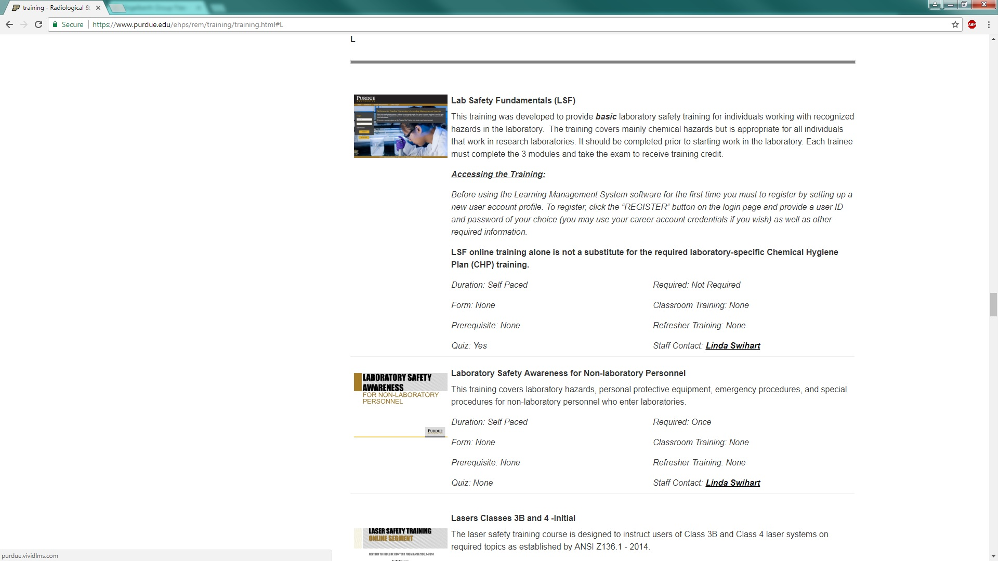 training - Radiological &
Secure https://www.purdue.edu/ehps/rem/training/training.html#L
ABP
L
PURDUE
Lab Safety Fundamentals (LSF)
This training was developed to provide basic laboratory safety training for individuals working with recognized
hazards in the laboratory. The training covers mainly chemical hazards but is appropriate for all individuals
that work in research laboratories. It should be completed prior to starting work in the laboratory. Each trainee
must complete the 3 modules and take the exam to receive training credit.
Accessing the Training:
Before using the Learning Management System software for the first time you must to register by setting up a
new user account profile. To register, click the “REGISTER” button on the login page and provide a user ID
and password of your choice (you may use your career account credentials if you wish) as well as other
required information.
LSF online training alone is not a substitute for the required laboratory-specific Chemical Hygiene
Plan (CHP) training.
Duration: Self Paced Required: Not Required
Form: None Classroom Training: None
Prerequisite: None Refresher Training: None
Quiz: Yes Staff Contact: Linda Swihart
LABORATORY SAFETY
AWARENESS
FOR NON-LABORATORY
PERSONNEL
PURDUE
Laboratory Safety Awareness for Non-laboratory Personnel
This training covers laboratory hazards, personal protective equipment, emergency procedures, and special
procedures for non-laboratory personnel who enter laboratories.
Duration: Self Paced Required: Once
Form: None Classroom Training: None
Prerequisite: None Refresher Training: None
Quiz: None Staff Contact: Linda Swihart
LASER SAFETY TRAINING
ONLINE SEGMENT
REVISED TO INCLUDE CONTENT FROM ANSI Z136.1-2014
Lasers Classes 3B and 4 -Initial
The laser safety training course is designed to instruct users of Class 3B and Class 4 laser systems on
required topics as established by ANSI Z136.1 - 2014.
purdue.vividlms.com